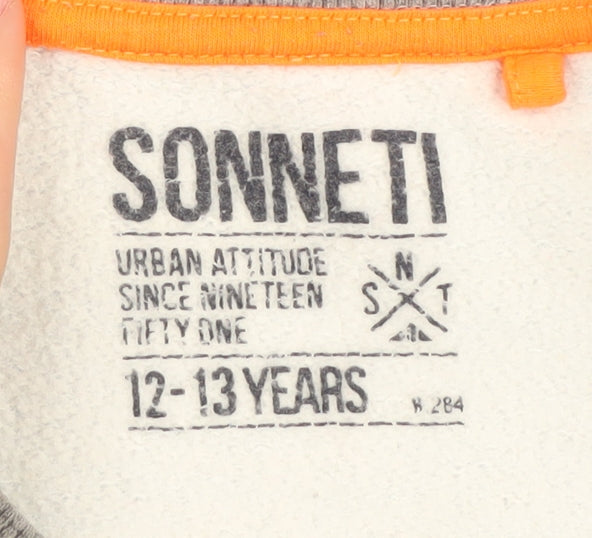 SONNETI
URBAN ATTITUDE
SINCE NINETEEN
FIFTY ONE
N
S T
12-13 YEARS
284